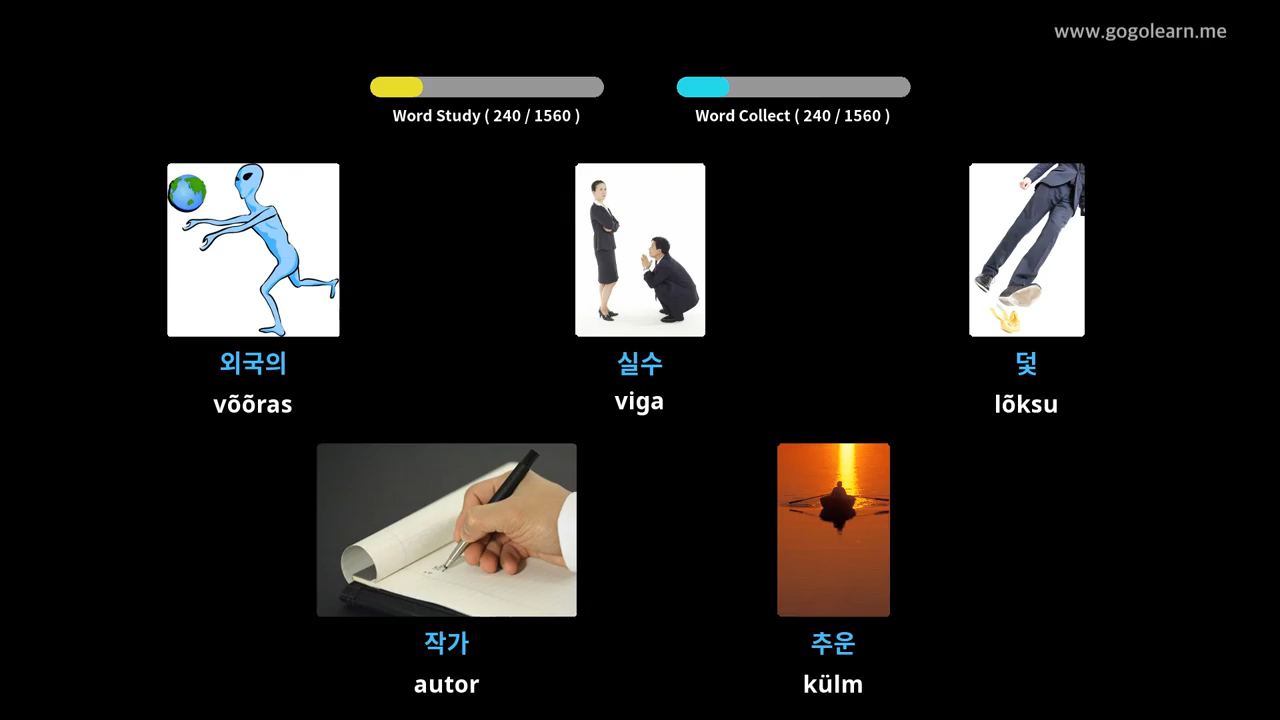 www.gogolearn.me
Word Study ( 240 / 1560 )
Word Collect ( 240 / 1560 )
외국의
võõras
실수
viga
덫
lõksu
작가
autor
추운
külm